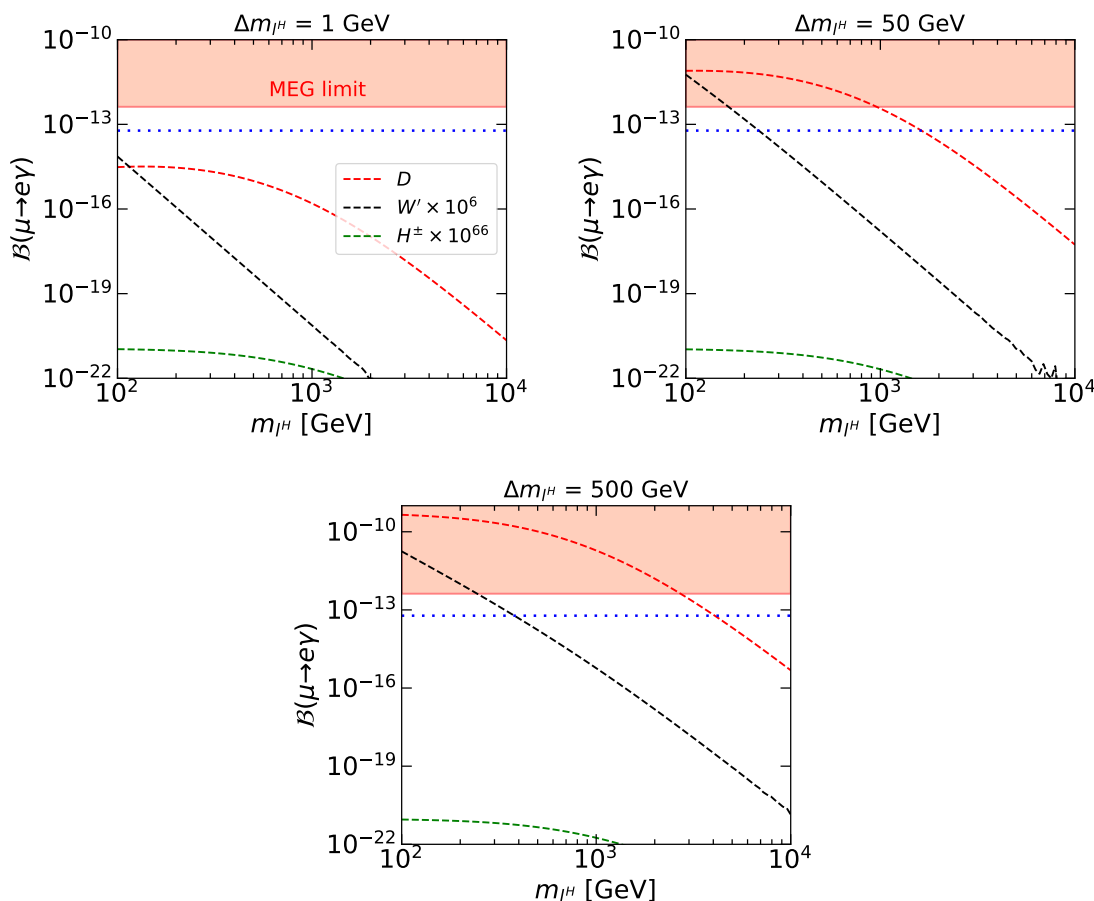 Δm_{l^H} = 1 GeV
10^{-10}
10^{-13}
10^{-16}
10^{-19}
10^{-22}
B(μ→eγ)
MEG limit
D
W′ × 10^6
H^± × 10^{66}
10^2
10^3
10^4
m_{l^H} [GeV]
Δm_{l^H} = 50 GeV
10^{-10}
10^{-13}
10^{-16}
10^{-19}
10^{-22}
B(μ→eγ)
10^2
10^3
10^4
m_{l^H} [GeV]
Δm_{l^H} = 500 GeV
10^{-10}
10^{-13}
10^{-16}
10^{-19}
10^{-22}
B(μ→eγ)
10^2
10^3
10^4
m_{l^H} [GeV]